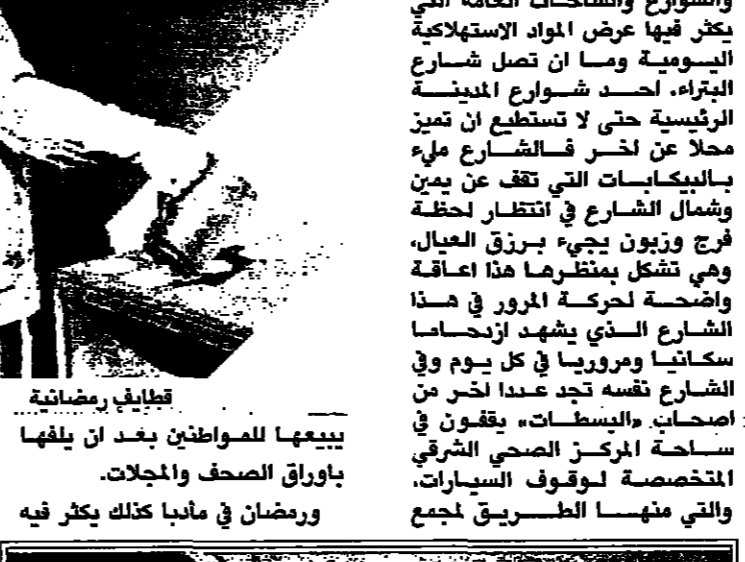 والشوارع والساحات العامة التي
يكثر فيها عرض المواد الاستهلاكية
اليومية وما ان تصل شارع
البتراء، احد شوارع المدينة
الرئيسية حتى لا تستطيع ان تميز
محلا عن اخر فالشارع مليء
بالبيكابات التي تقف عن يمين
وشمال الشارع في انتظار لحظة
فرج وزبون يجيء برزق العيال،
وهي تشكل بمنظرها هذا اعاقة
واضحة لحركة المرور في هذا
الشارع الذي يشهد ازدحاما
سكانيا ومروريا في كل يوم وفي
الشارع نفسه تجد عددا اخر من
اصحاب «البسطات» يقفون في
ساحة المركز الصحي الشرقي
المتخصصة لوقوف السيارات،
والتي منها الطريق لمجمع
قطايف رمضانية
يبيعها للمواطنين بعد ان يلفها
باوراق الصحف والمجلات.
ورمضان في مادبا كذلك يكثر فيه